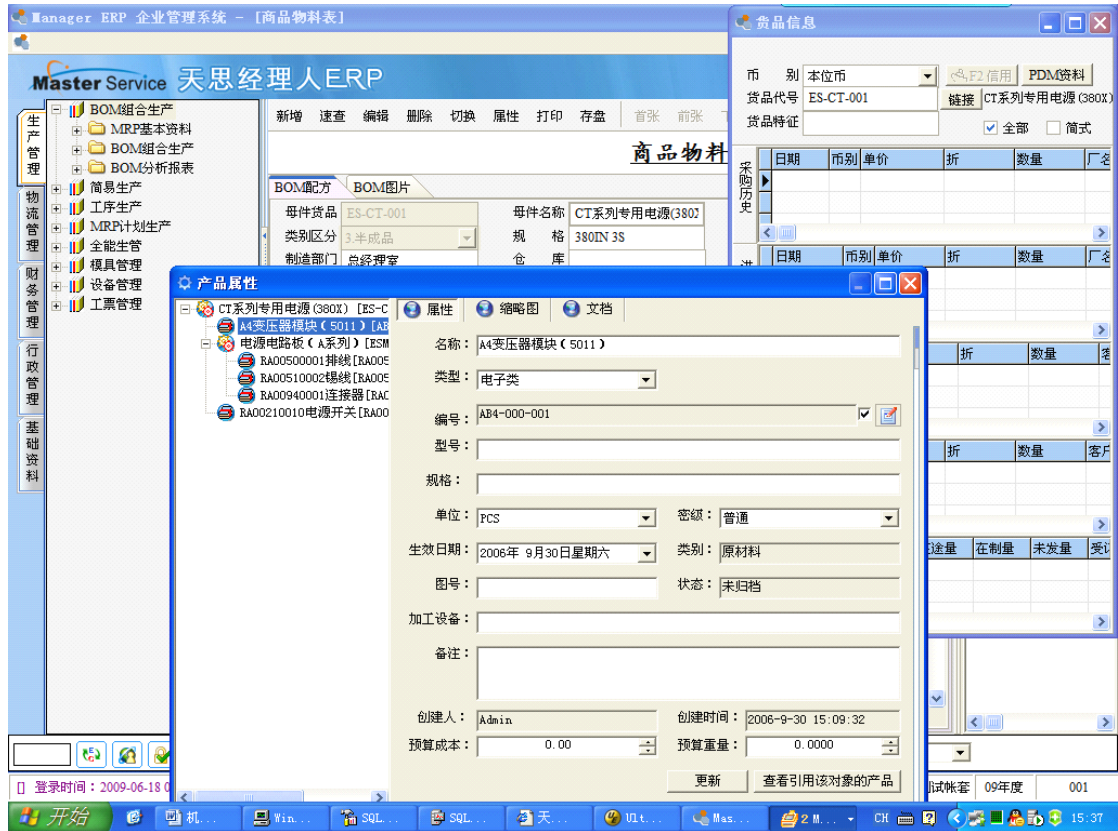 Manager ERP 企业管理系统 - [商品物料表]
Master Service 天思经理人ERP
生产管理
物流管理
财务管理
行政管理
基础资料
BOM组合生产
MRP基本资料
BOM组合生产
BOM分析报表
简易生产
工序生产
MRP计划生产
全能生管
模具管理
设备管理
工票管理
新增 速查 编辑 删除 切换 属性 打印 存盘 首张 前张
商品物料
BOM配方 BOM图片
母件货品 ES-CT-001 母件名称 CT系列专用电源(380X
类别区分 3.半成品 规 格 380IN 3S
制造部门 总经理室 仓 库
货品信息
币 别 本位币 F2信用 PDM资料
货品代号 ES-CT-001 链接 CT系列专用电源(380X)
货品特征 全部 简式
采购历史
日期 币别 单价 折 数量 厂名
日期 币别 单价 折 数量 厂名
折 数量 客
折 数量 客户
途量 在制量 未发量 受订
产品属性
CT系列专用电源(380X) [ES-C
A4变压器模块(5011) [AB
电源电路板(A系列) [ESM
RA00500001排线[RA005
RA00510002锡线[RA005
RA00940001连接器[RAC
RA00210010电源开关[RA00
属性 缩略图 文档
名称: A4变压器模块(5011)
类型: 电子类
编号: AB4-000-001
型号:
规格:
单位: PCS 密级: 普通
生效日期: 2006年 9月30日星期六 类别: 原材料
图号: 状态: 未归档
加工设备:
备注:
创建人: Admin 创建时间: 2006-9-30 15:09:32
预算成本: 0.00 预算重量: 0.0000
更新 查看引用该对象的产品
[] 登录时间:2009-06-18 0 测试帐套 09年度 001
开始 机... Win... SQL... SQL... 天... Ult... Mas... 2 M... CH 15:37